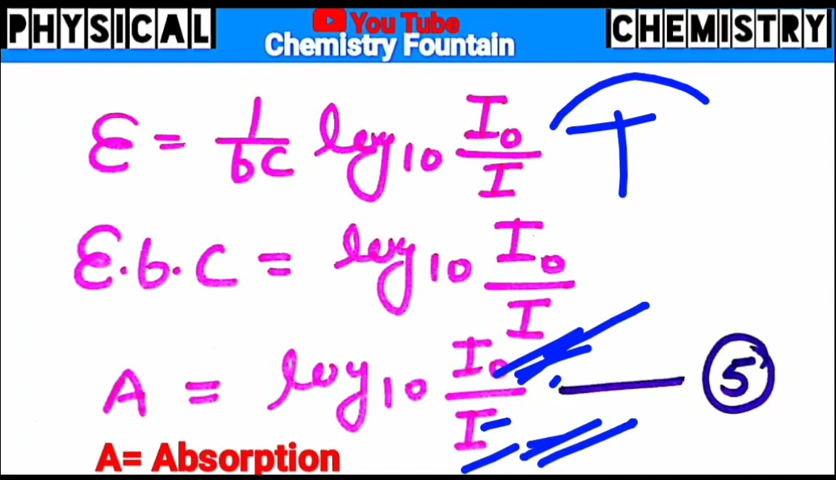 PHYSICAL
You Tube
Chemistry Fountain
CHEMISTRY
Ɛ = 1/bC log10 I0/I T
Ɛ.b.C = log10 I0/I
A = log10 I0/I — 5
A= Absorption